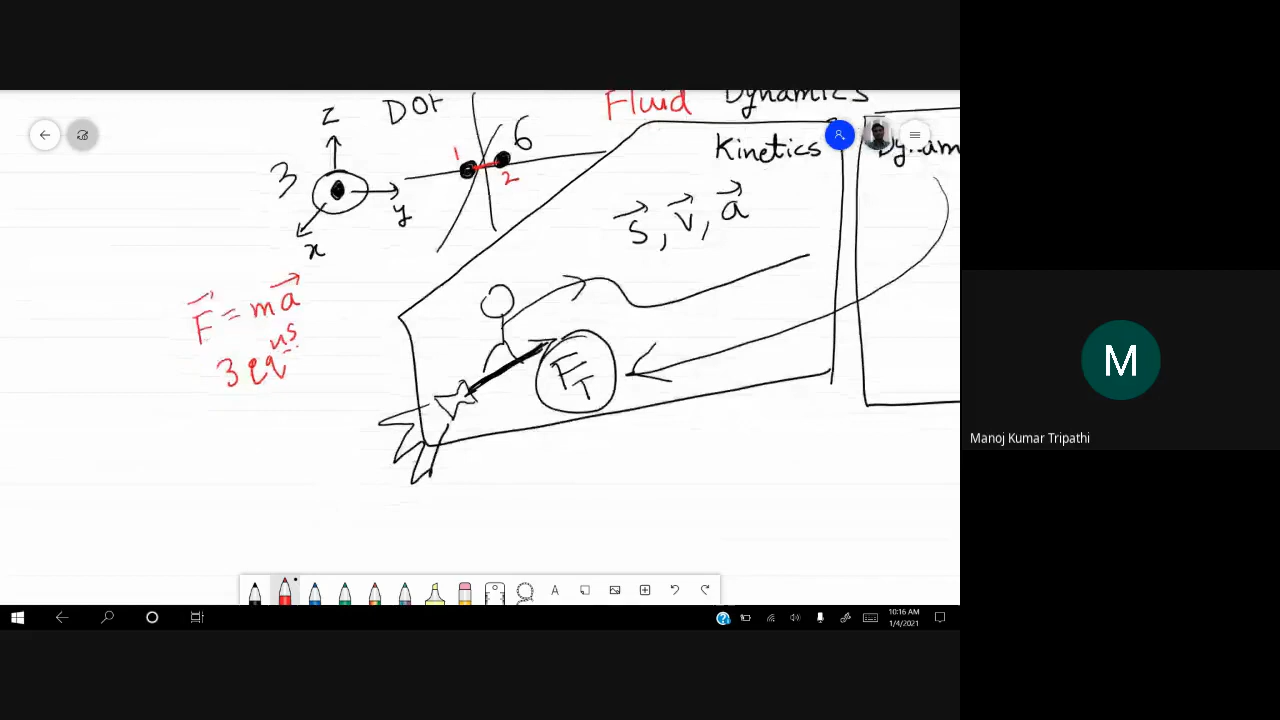 DOF
Fluid Dynamics
z
6
3
1
2
Kinetics
y
x
s, v, a
F = ma
3 eqns
F_T
M
Manoj Kumar Tripathi
A
10:16 AM
1/4/2021